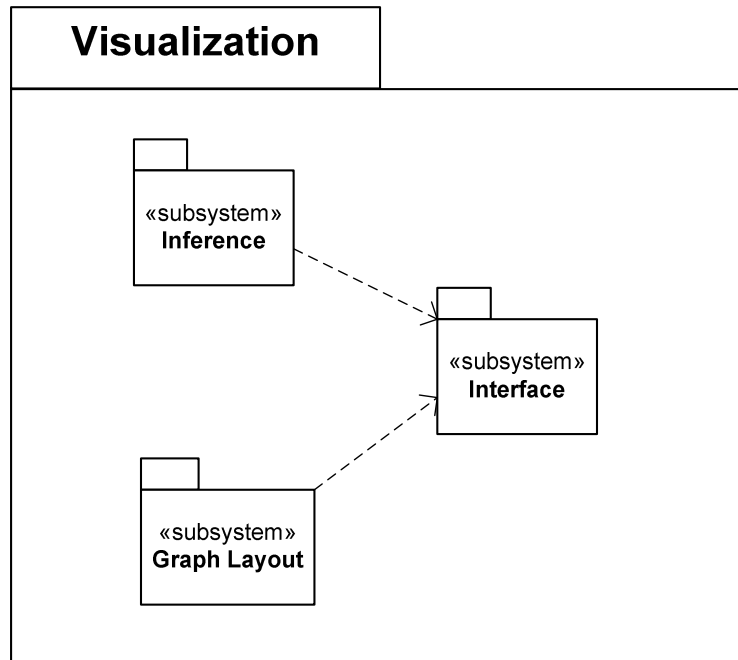 Visualization
«subsystem»
Inference
«subsystem»
Interface
«subsystem»
Graph Layout